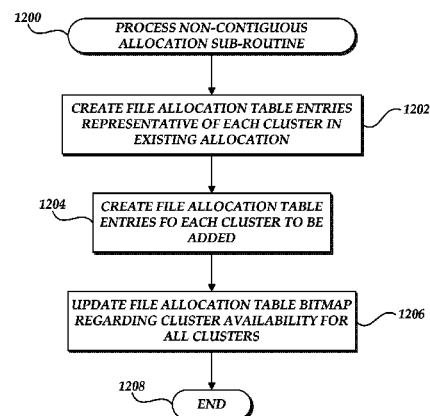 1200
PROCESS NON-CONTIGUOUS
ALLOCATION SUB-ROUTINE
CREATE FILE ALLOCATION TABLE ENTRIES
REPRESENTATIVE OF EACH CLUSTER IN
EXISTING ALLOCATION
1202
1204
CREATE FILE ALLOCATION TABLE
ENTRIES FO EACH CLUSTER TO BE
ADDED
UPDATE FILE ALLOCATION TABLE BITMAP
REGARDING CLUSTER AVAILABILITY FOR
ALL CLUSTERS
1206
1208
END